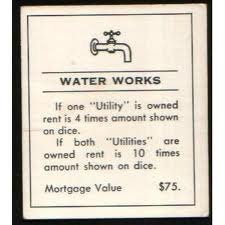 WATER WORKS
If one "Utility" is owned
rent is 4 times amount shown
on dice.
If both "Utilities" are
owned rent is 10 times
amount shown on dice.
Mortgage Value $75.